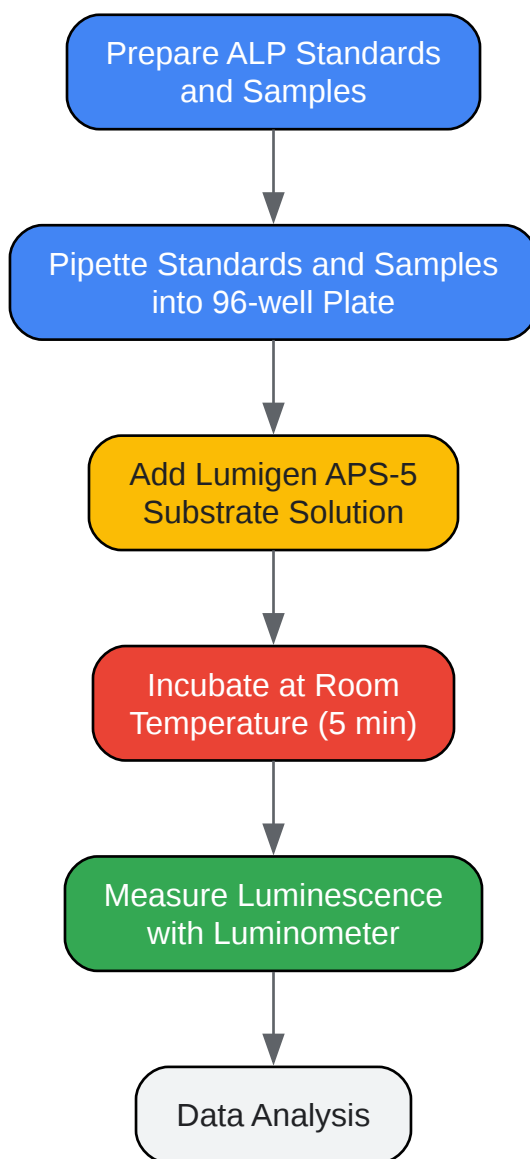 Prepare ALP Standards
and Samples
Pipette Standards and Samples
into 96-well Plate
Add Lumigen APS-5
Substrate Solution
Incubate at Room
Temperature (5 min)
Measure Luminescence
with Luminometer
Data Analysis